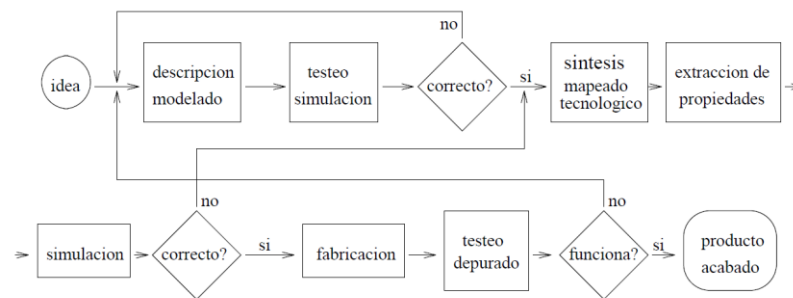 no
idea
descripcion
modelado
testeo
simulacion
correcto?
si
sintesis
mapeado
tecnologico
extraccion de
propiedades
no
no
simulacion
correcto?
si
fabricacion
testeo
depurado
funciona?
si
producto
acabado